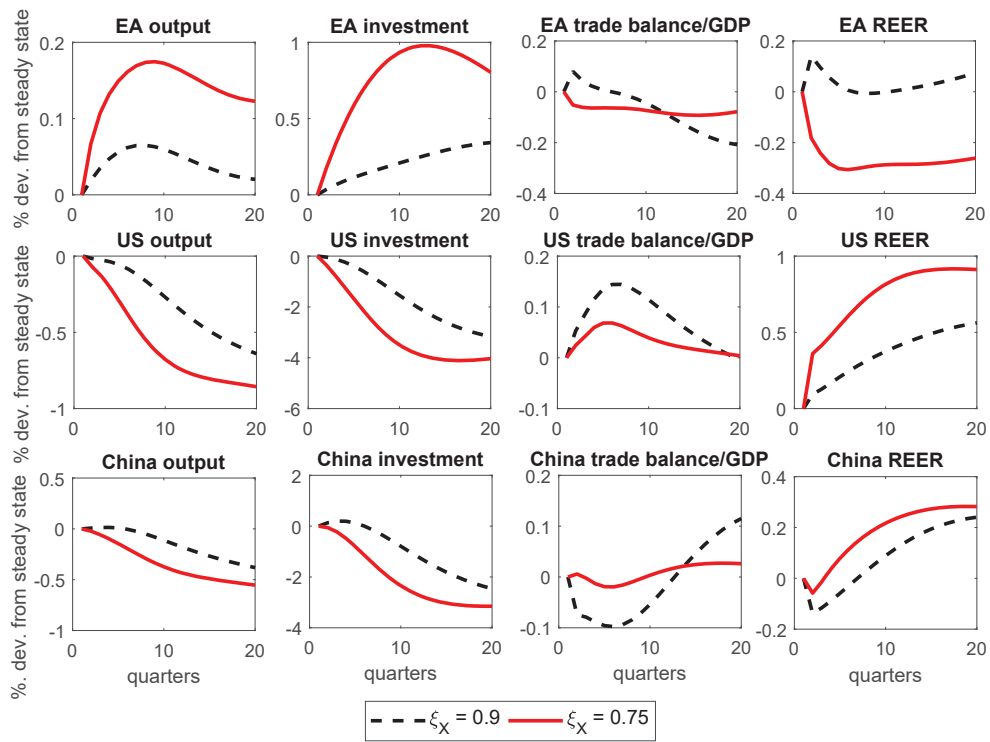 EA output EA investment EA trade balance/GDP EA REER
% dev. from steady state
0.2 1 0.2 0.2
0.1 0.5 0 0
-0.2 -0.2
0 0 -0.4 -0.4
0 10 20 0 10 20 0 10 20 0 10 20
US output US investment US trade balance/GDP US REER
% dev. from steady state
0 0 0.2 1
-2 0.1
-0.5 0.5
-4 0
-1 -6 -0.1 0
0 10 20 0 10 20 0 10 20 0 10 20
China output China investment China trade balance/GDP China REER
%. dev. from steady state
0.5 2 0.2 0.4
0 0 0.1 0.2
-0.5 -2 0 0
-1 -4 -0.1 -0.2
0 10 20 0 10 20 0 10 20 0 10 20
quarters quarters quarters quarters
ξX = 0.9 ξX = 0.75